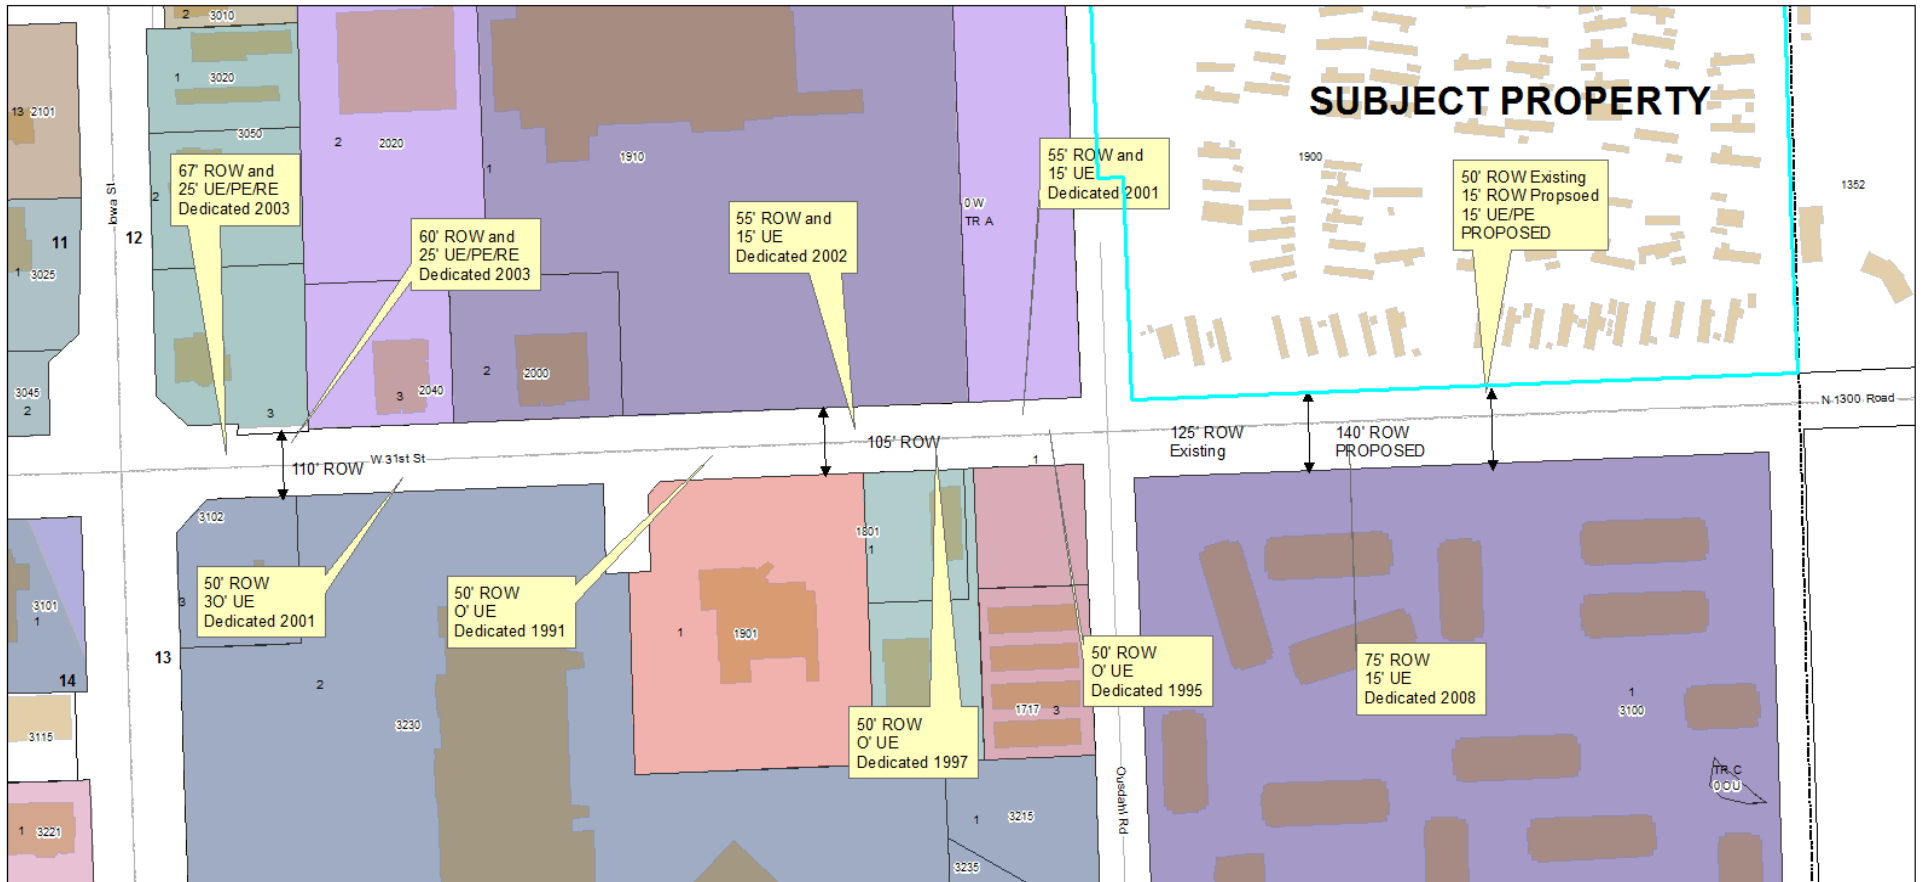 2
3010
1
3020
SUBJECT PROPERTY
13
2101
3050
2
2020
1910
1
1900
1352
67' ROW and
25' UE/PE/RE
Dedicated 2003
55' ROW and
15' UE
Dedicated 2001
50' ROW Existing
15' ROW Propsoed
15' UE/PE
PROPOSED
Iowa St
2
0 W
TR A
11
12
60' ROW and
25' UE/PE/RE
Dedicated 2003
55' ROW and
15' UE
Dedicated 2002
1
3025
3045
2
3
3
2040
2
2000
N 1300 Road
110' ROW
W 31st St
105' ROW
1
125' ROW
Existing
140' ROW
PROPOSED
3102
1801
1
50' ROW
3O' UE
Dedicated 2001
50' ROW
O' UE
Dedicated 1991
3
3101
1
1
1901
50' ROW
O' UE
Dedicated 1995
75' ROW
15' UE
Dedicated 2008
13
14
2
3230
1717
3
1
3100
50' ROW
O' UE
Dedicated 1997
3115
Ousdahl Rd
TR C
0 OU
1
3221
1
3215
3235